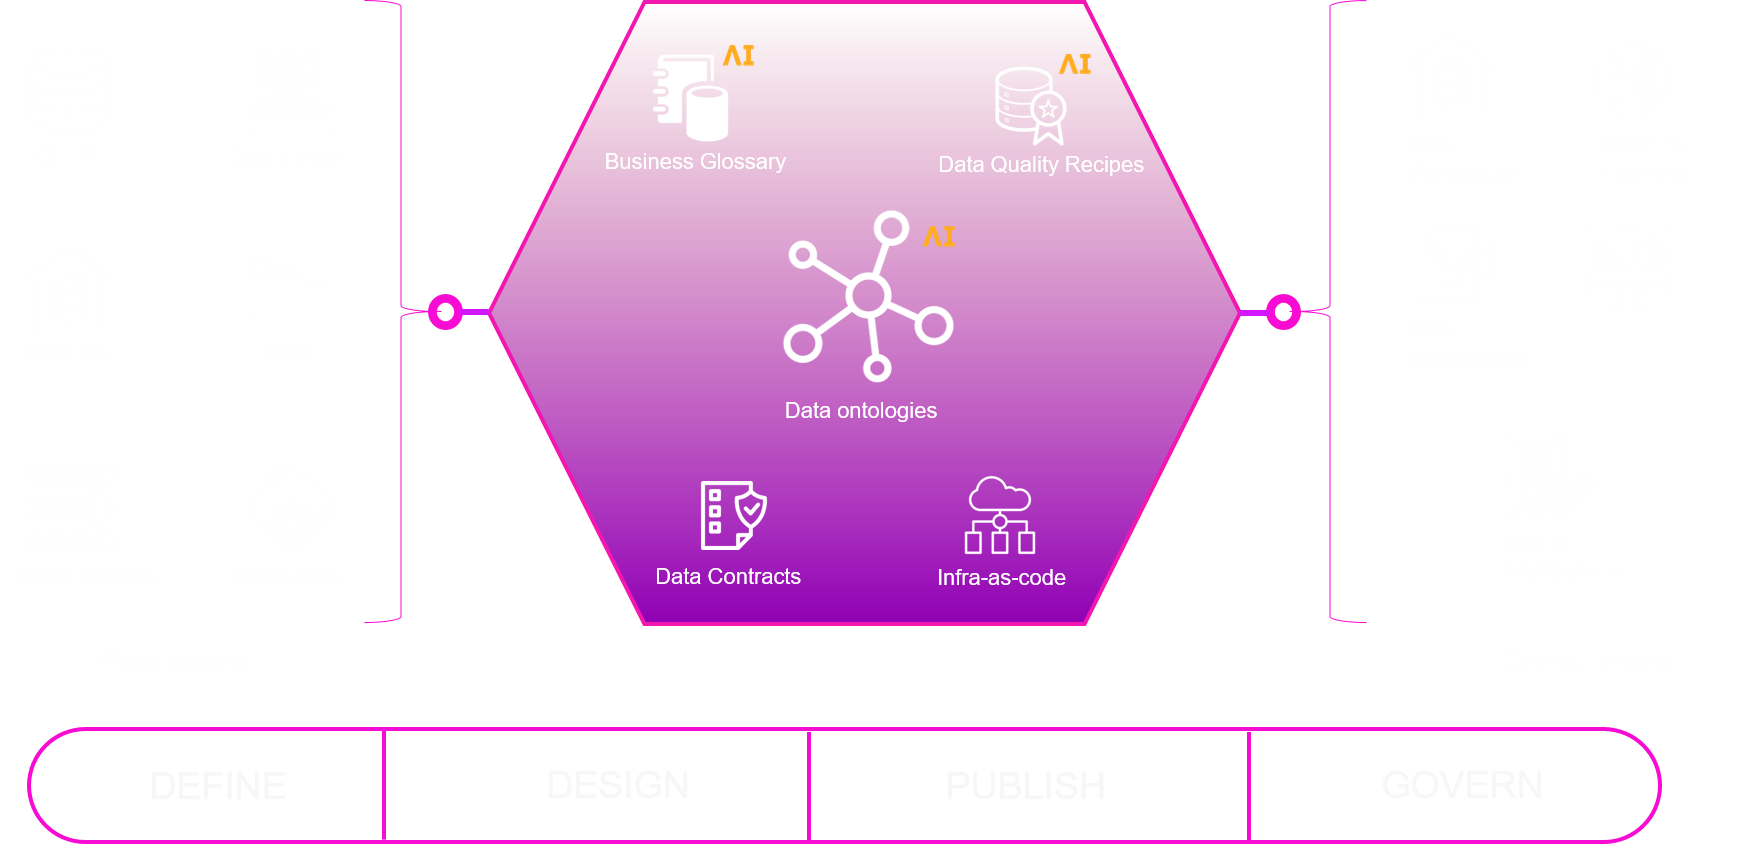 ΛI
ΛI
Business Glossary
Data Quality Recipes
ΛI
Data ontologies
Data Contracts
Infra-as-code
DEFINE
DESIGN
PUBLISH
GOVERN